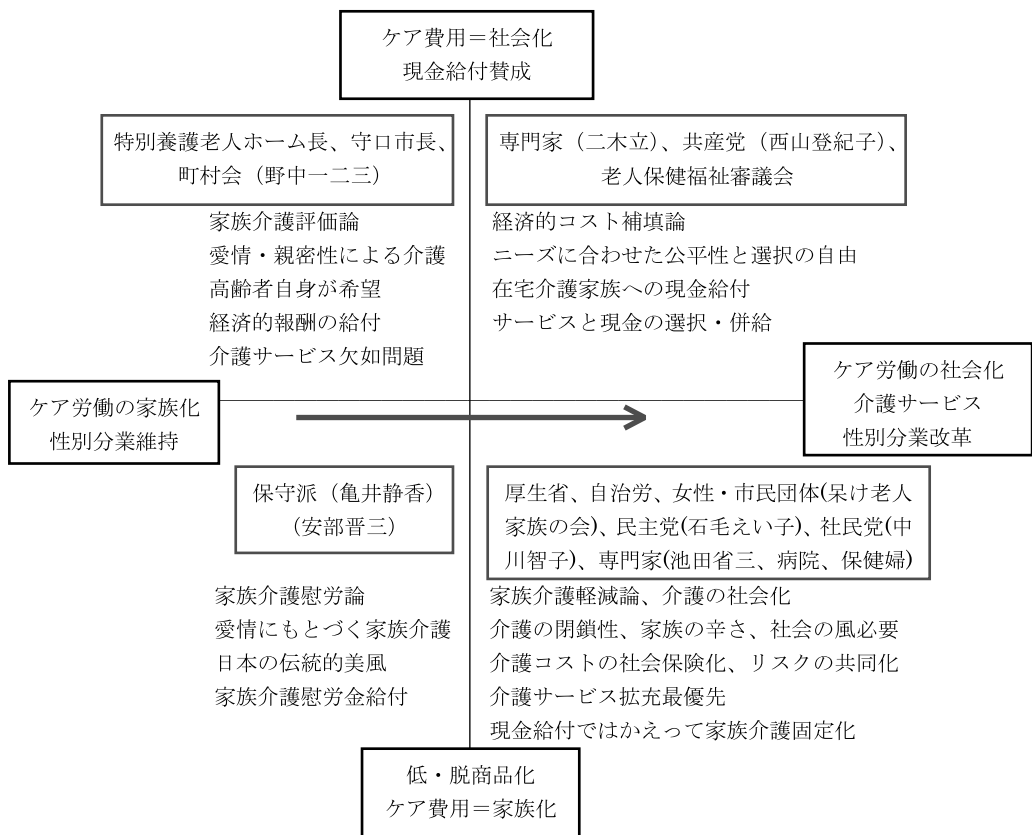 ケア費用＝社会化
現金給付賛成
特別養護老人ホーム長、守口市長、
町村会（野中一二三）
専門家（二木立）、共産党（西山登紀子）、
老人保健福祉審議会
家族介護評価論
愛情・親密性による介護
高齢者自身が希望
経済的報酬の給付
介護サービス欠如問題
経済的コスト補填論
ニーズに合わせた公平性と選択の自由
在宅介護家族への現金給付
サービスと現金の選択・併給
ケア労働の家族化
性別分業維持
ケア労働の社会化
介護サービス
性別分業改革
保守派（亀井静香）
（安部晋三）
厚生省、自治労、女性・市民団体(呆け老人
家族の会)、民主党(石毛えい子)、社民党(中
川智子)、専門家(池田省三、病院、保健婦)
家族介護慰労論
愛情にもとづく家族介護
日本の伝統的美風
家族介護慰労金給付
家族介護軽減論、介護の社会化
介護の閉鎖性、家族の辛さ、社会の風必要
介護コストの社会保険化、リスクの共同化
介護サービス拡充最優先
現金給付ではかえって家族介護固定化
低・脱商品化
ケア費用＝家族化